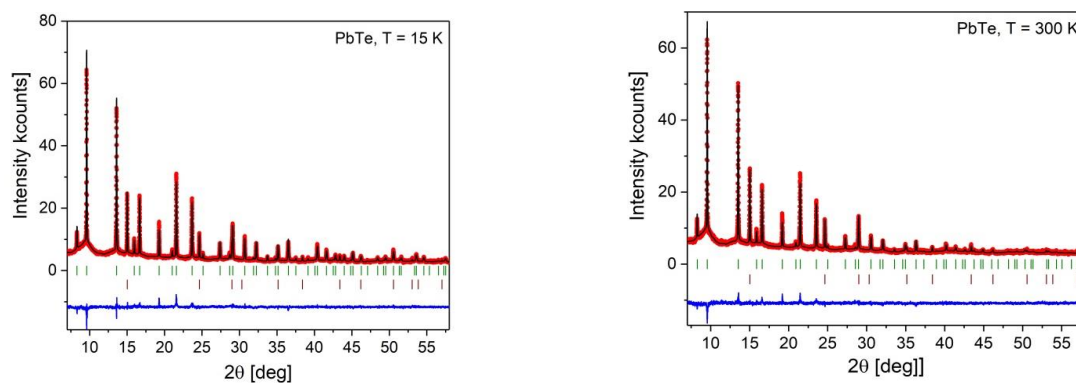 PbTe, T = 15 K
Intensity kcounts]
80
60
40
20
0
10 15 20 25 30 35 40 45 50 55
2θ [deg]
PbTe, T = 300 K
Intensity kcounts]
60
40
20
0
10 15 20 25 30 35 40 45 50 55
2θ [deg]]